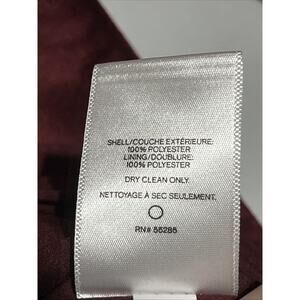 SHELL/COUCHE EXTÉRIEURE:
100% POLYESTER
LINING/DOUBLURE:
100% POLYESTER
DRY CLEAN ONLY.
NETTOYAGE À SEC SEULEMENT.
RN# 55285